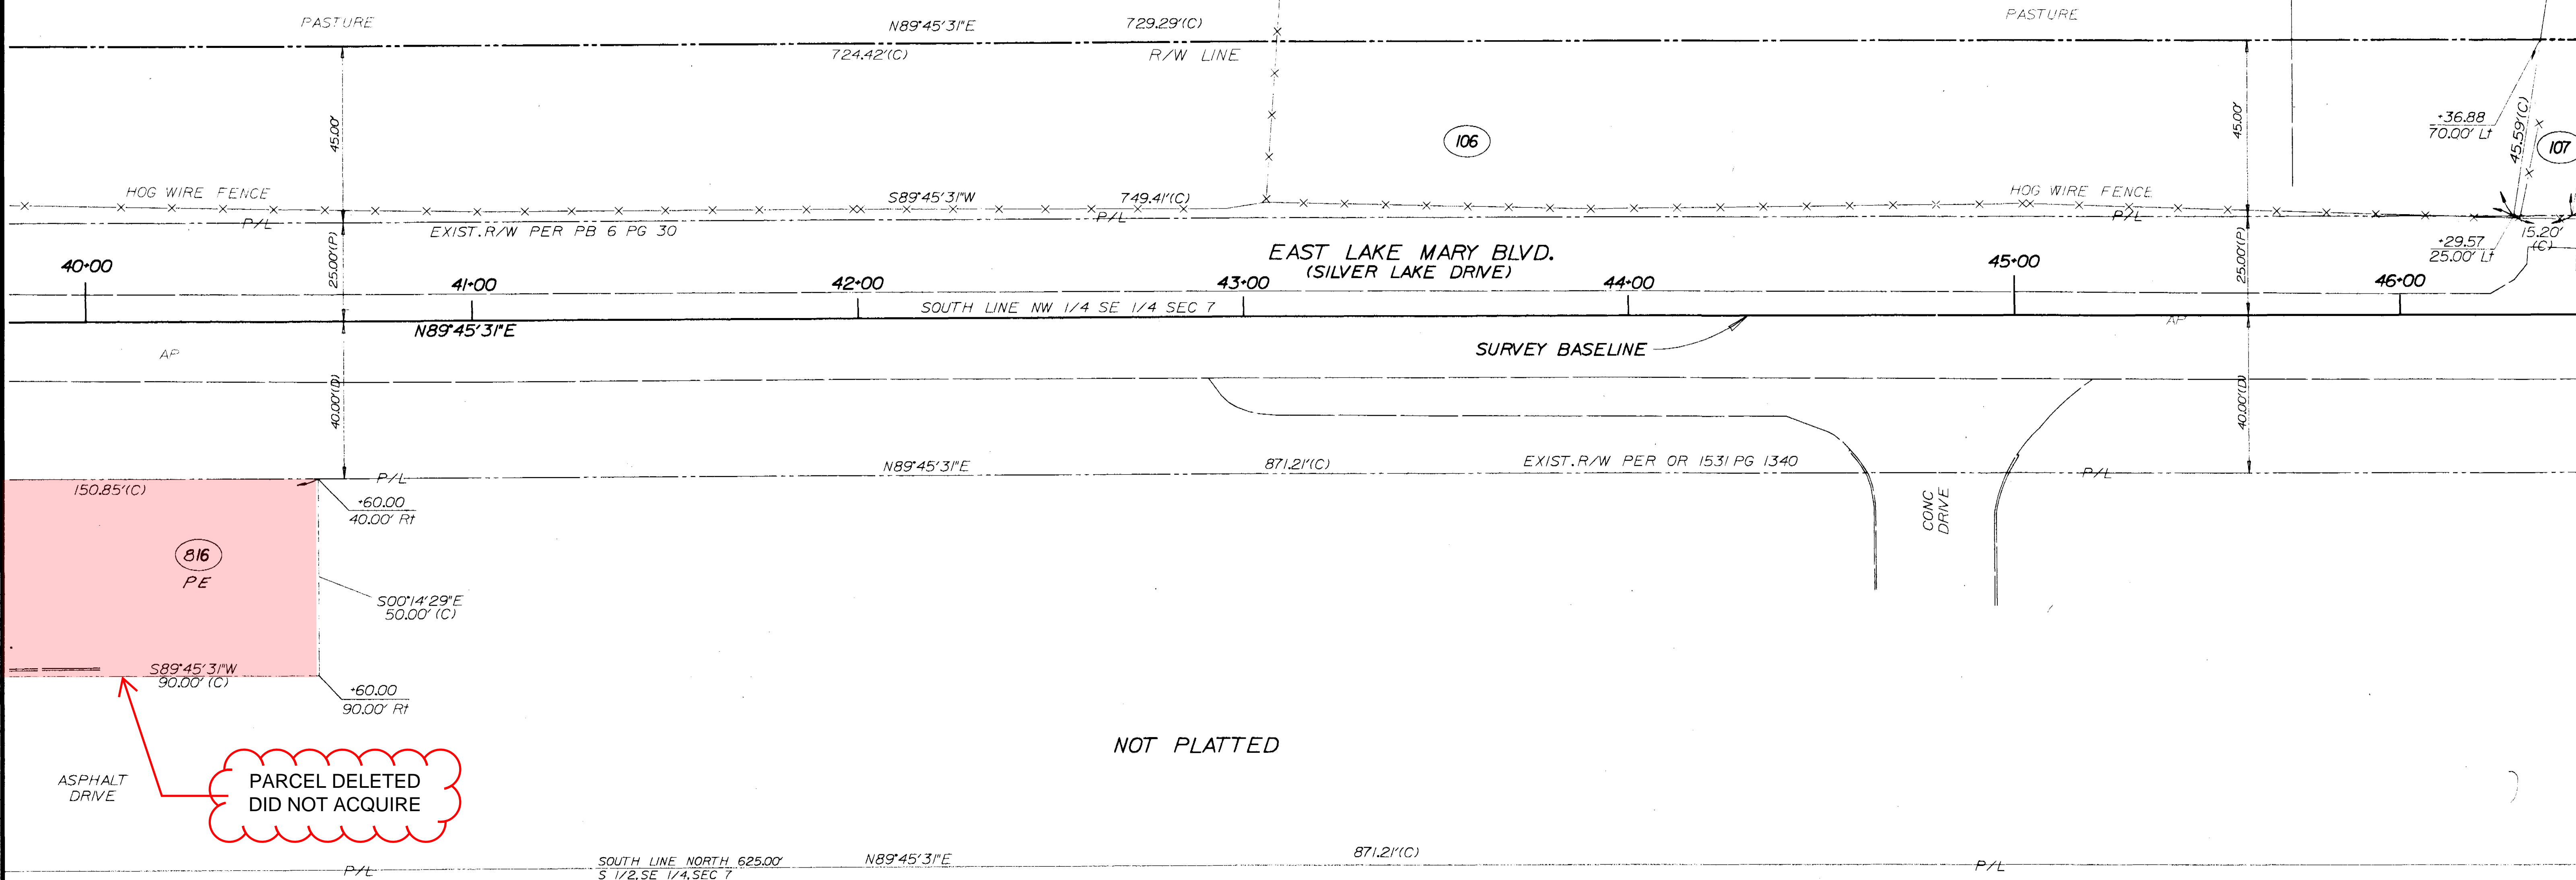 PASTURE
N89°45'31"E
729.29'(C)
PASTURE
724.42'(C)
R/W LINE
45.00'
45.00'
+36.88
70.00' Lt
45.59'(C)
106
107
HOG WIRE FENCE
S89°45'31"W
749.41'(C)
HOG WIRE FENCE
P/L
P/L
P/L
EXIST. R/W PER PB 6 PG 30
25.00'(P)
25.00'(P)
EAST LAKE MARY BLVD.
(SILVER LAKE DRIVE)
+29.57
25.00' Lt
15.20'
(C)
40+00
41+00
42+00
43+00
44+00
45+00
46+00
SOUTH LINE NW 1/4 SE 1/4 SEC 7
N89°45'31"E
AP
AP
SURVEY BASELINE
40.00'(D)
40.00'(D)
N89°45'31"E
871.21'(C)
EXIST. R/W PER OR 1531 PG 1340
P/L
P/L
150.85'(C)
+60.00
40.00' Rt
CONC
DRIVE
816
PE
S00°14'29"E
50.00' (C)
S89°45'31"W
90.00' (C)
+60.00
90.00' Rt
NOT PLATTED
ASPHALT
DRIVE
PARCEL DELETED
DID NOT ACQUIRE
P/L
SOUTH LINE NORTH 625.00'
S 1/2, SE 1/4, SEC 7
N89°45'31"E
871.21'(C)
P/L